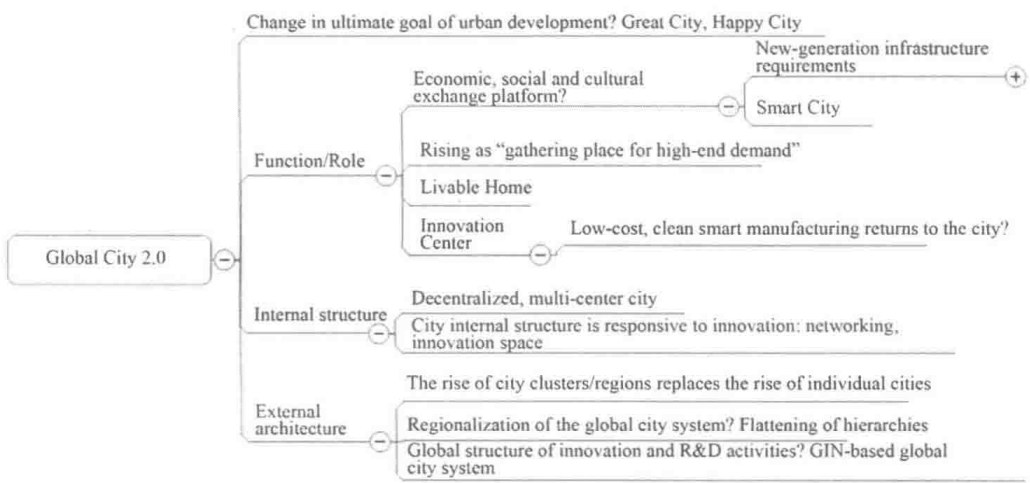 Change in ultimate goal of urban development? Great City, Happy City
New-generation infrastructure
requirements
Economic, social and cultural
exchange platform?
Smart City
Function/Role
Rising as “gathering place for high-end demand”
Livable Home
Innovation
Center
Low-cost, clean smart manufacturing returns to the city?
Global City 2.0
Internal structure
Decentralized, multi-center city
City internal structure is responsive to innovation: networking,
innovation space
The rise of city clusters/regions replaces the rise of individual cities
External
architecture
Regionalization of the global city system? Flattening of hierarchies
Global structure of innovation and R&D activities? GIN-based global
city system